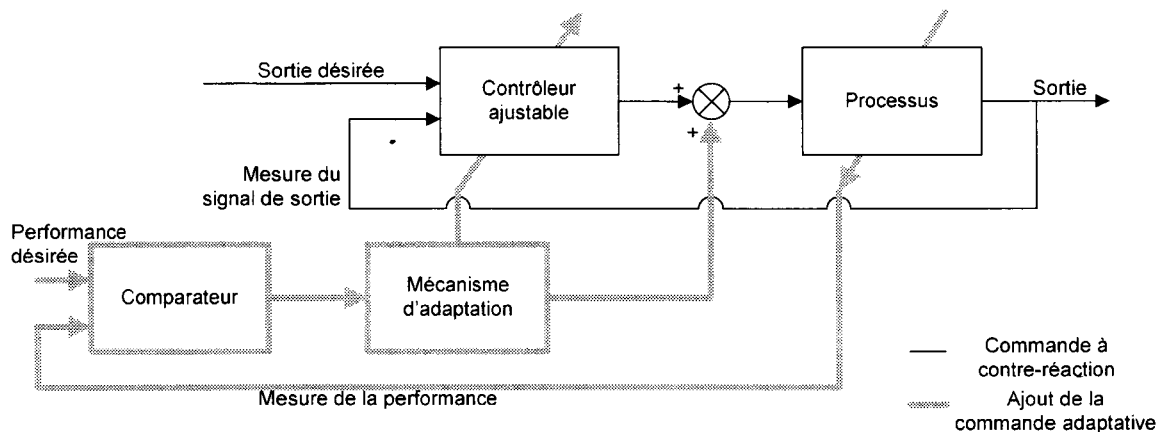 Sortie désirée
Contrôleur
ajustable
+
+
Processus
Sortie
Mesure du
signal de sortie
Performance
désirée
Comparateur
Mécanisme
d'adaptation
Mesure de la performance
Commande à
contre-réaction
Ajout de la
commande adaptative